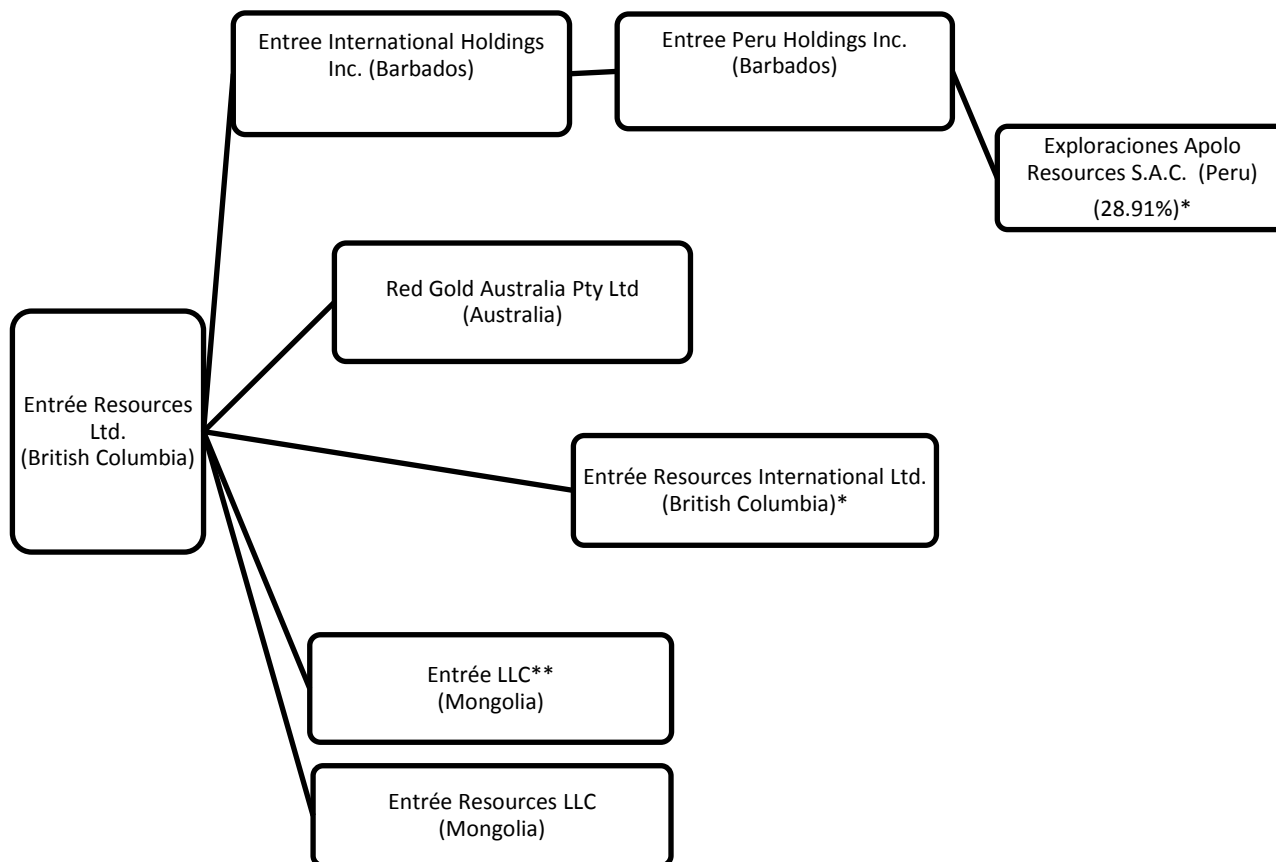 Entree International Holdings
Inc. (Barbados)
Entree Peru Holdings Inc.
(Barbados)
Exploraciones Apolo
Resources S.A.C. (Peru)
(28.91%)*
Red Gold Australia Pty Ltd
(Australia)
Entrée Resources
Ltd.
(British Columbia)
Entrée Resources International Ltd.
(British Columbia)*
Entrée LLC**
(Mongolia)
Entrée Resources LLC
(Mongolia)